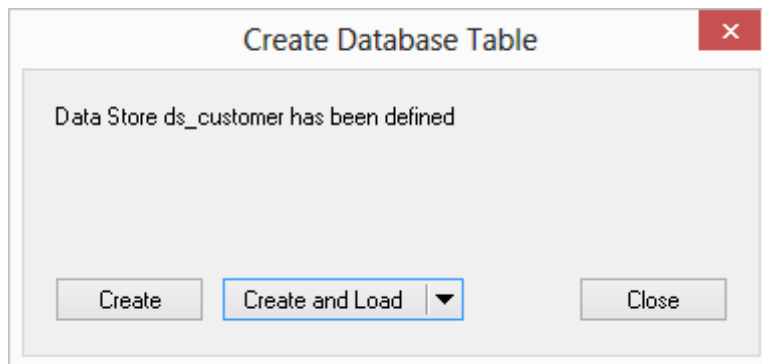 Create Database Table
Data Store ds_customer has been defined
Create Create and Load Close